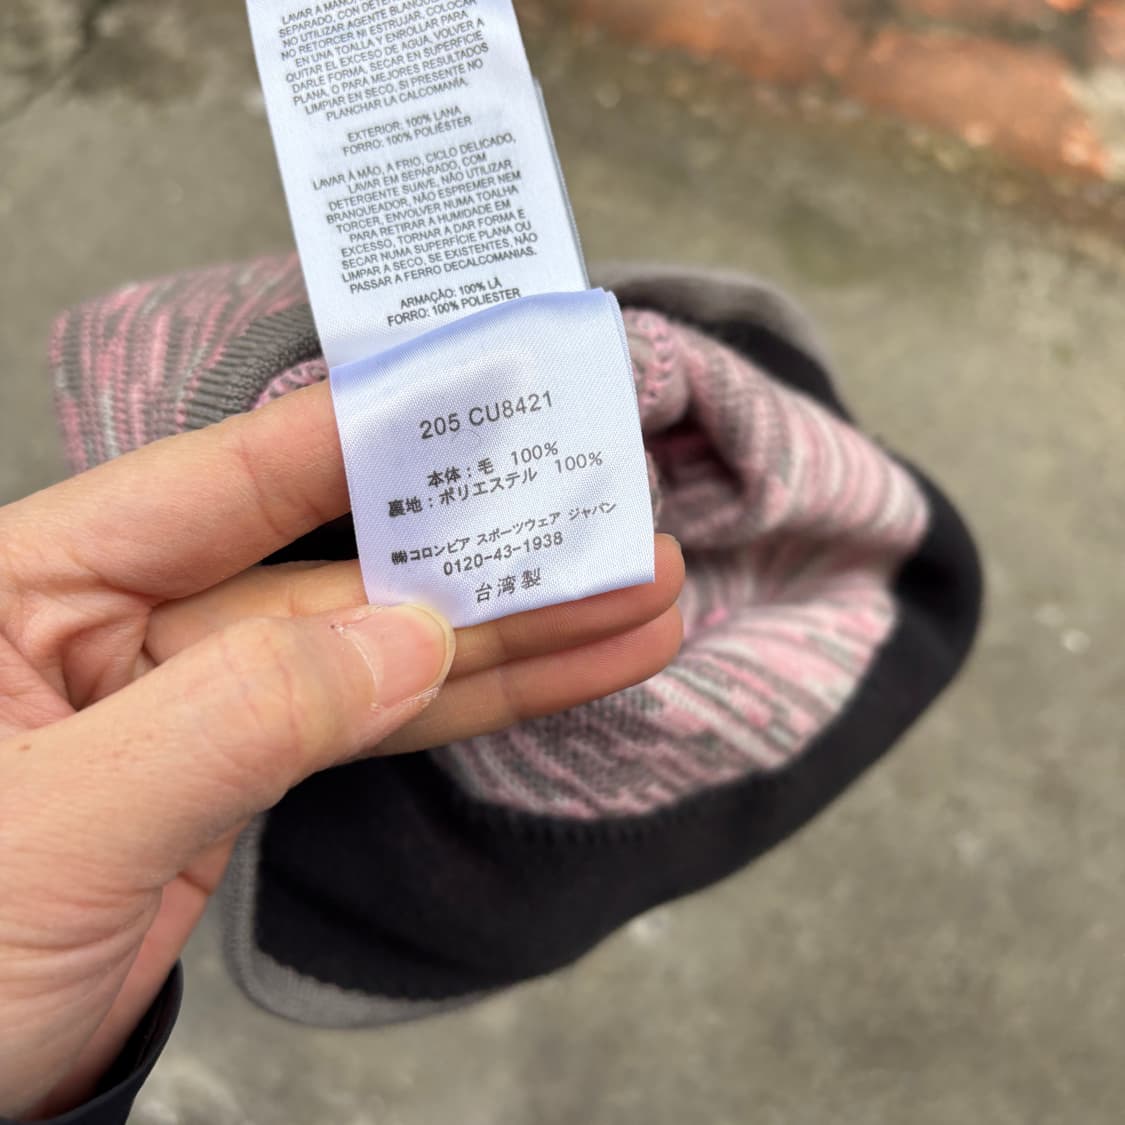 LAVAR A MANO,
SEPARADO, CON DETER
NO UTILIZAR AGENTE BLANQUE
NO RETORCER NI ESTRUJAR. COLOCAR
EN UNA TOALLA Y ENROLLAR PARA
QUITAR EL EXCESO DE AGUA. VOLVER A
DARLE FORMA, SECAR EN SUPERFICIE
PLANA, O PARA MEJORES RESULTADOS
LIMPIAR EN SECO, SI PRESENTE NO
PLANCHAR LA CALCOMANÍA.
EXTERIOR: 100% LANA
FORRO: 100% POLIÉSTER
LAVAR À MÃO, A FRIO, CICLO DELICADO,
LAVAR EM SEPARADO, COM
DETERGENTE SUAVE, NÃO UTILIZAR
BRANQUEADOR, NÃO ESPREMER NEM
TORCER, ENVOLVER NUMA TOALHA
PARA RETIRAR A HUMIDADE EM
EXCESSO, TORNAR A DAR FORMA E
SECAR NUMA SUPERFÍCIE PLANA OU
LIMPAR A SECO, SE EXISTENTES, NÃO
PASSAR A FERRO DECALCOMANIAS.
ARMAÇÃO: 100% LÃ
FORRO: 100% POLIESTER
205 CU8421
本体：毛 100%
裏地：ポリエステル 100%
㈱コロンビア スポーツウェア ジャパン
0120-43-1938
台湾製